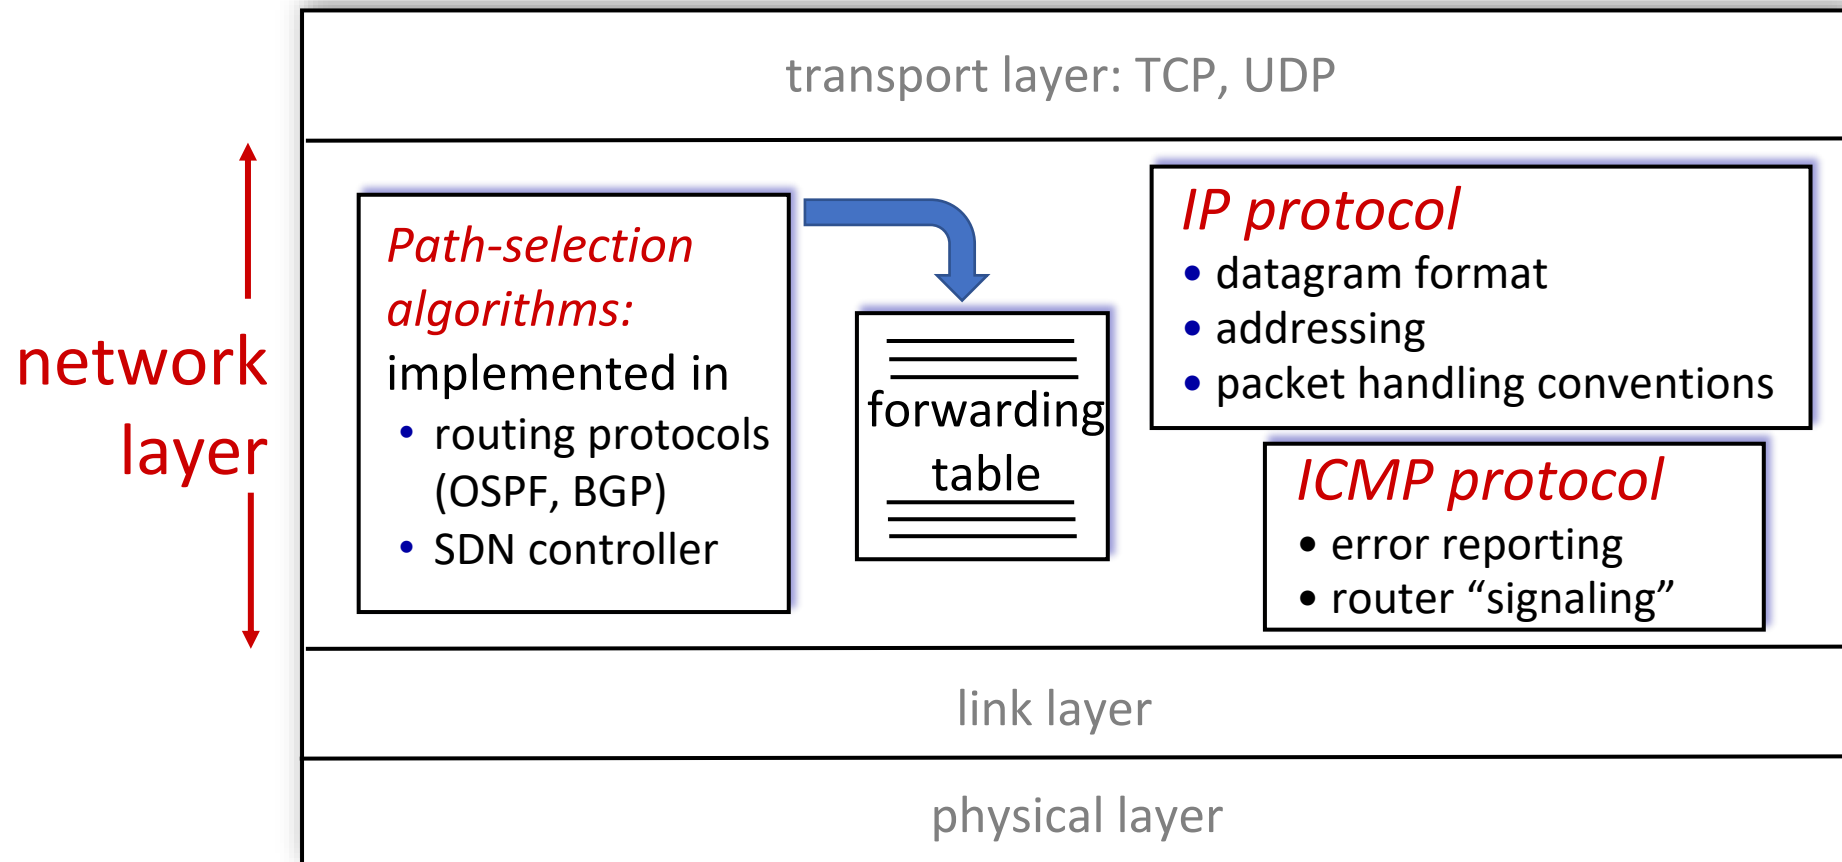 transport layer: TCP, UDP
network
layer
Path-selection
algorithms:
implemented in
• routing protocols
(OSPF, BGP)
• SDN controller
forwarding
table
IP protocol
• datagram format
• addressing
• packet handling conventions
ICMP protocol
• error reporting
• router “signaling”
link layer
physical layer